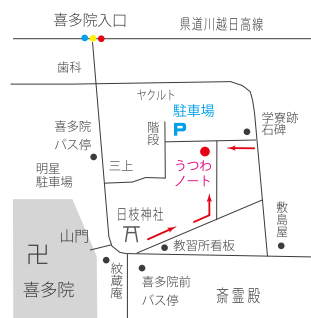 喜多院入口
県道川越日高線
歯科
ヤクルト
駐車場
P
階段
学寮跡
石碑
喜多院
バス停
明星
駐車場
三上
うつわ
ノート
日枝神社
敷島屋
山門
教習所看板
卍
喜多院
紋蔵庵
喜多院前
バス停
斎霊殿